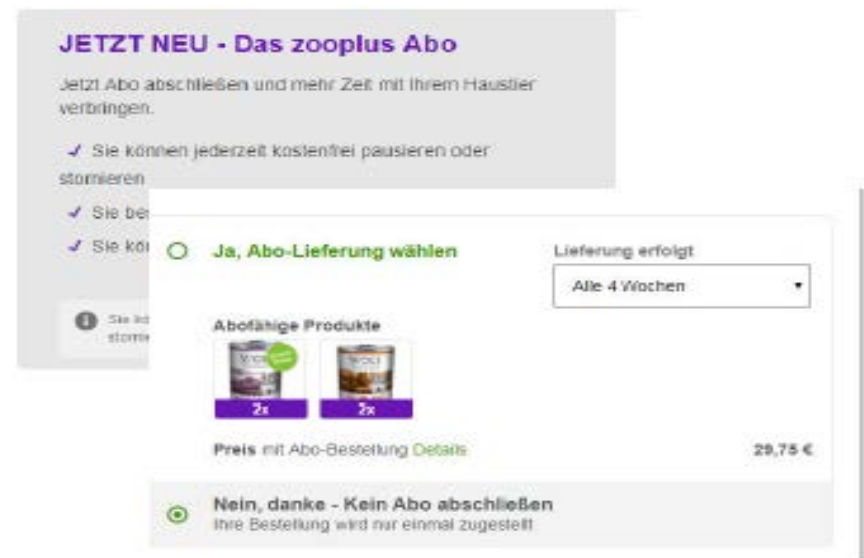 JETZT NEU - Das zooplus Abo
Jetzt Abo abschließen und mehr Zeit mit Ihrem Haustier
verbringen.
Sie können jederzeit kostenfrei pausieren oder
stornieren
Sie
Sie
Sie
Ja, Abo-Lieferung wählen
Lieferung erfolgt
Alle 4 Wochen
Abofähige Produkte
2x
2x
Preis mit Abo-Bestellung Details
29,75 €
Nein, danke - Kein Abo abschließen
Ihre Bestellung wird nur einmal zugestellt